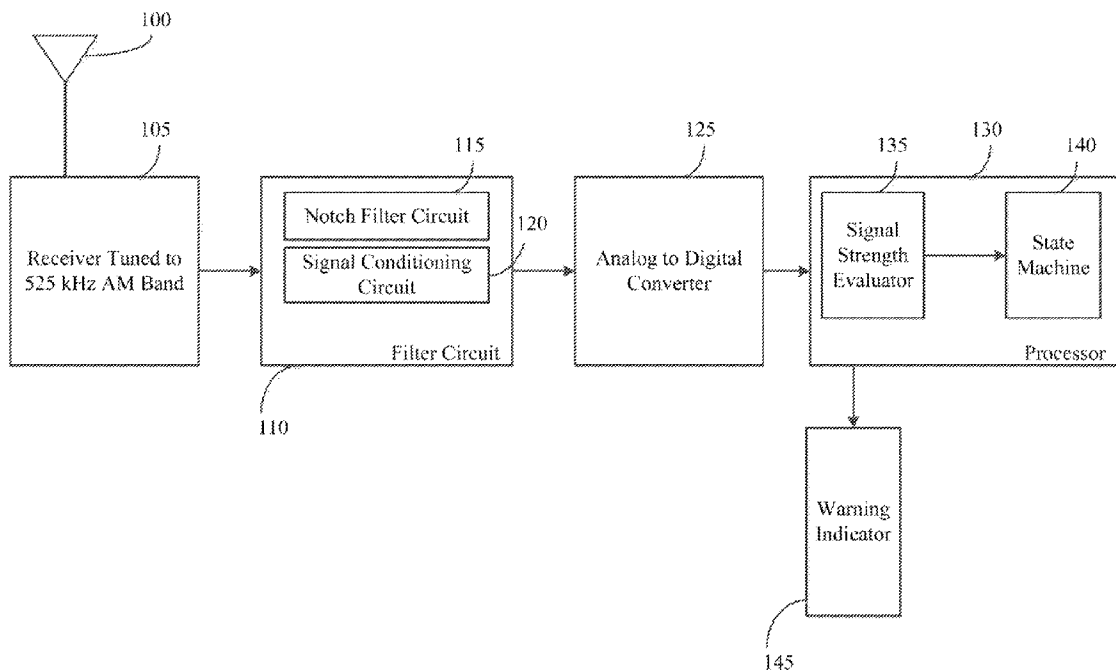 100
105
115
125
130
135
140
Notch Filter Circuit
120
Signal Conditioning
Circuit
Receiver Tuned to
525 kHz AM Band
Analog to Digital
Converter
Signal
Strength
Evaluator
State
Machine
Filter Circuit
Processor
110
Warning
Indicator
145